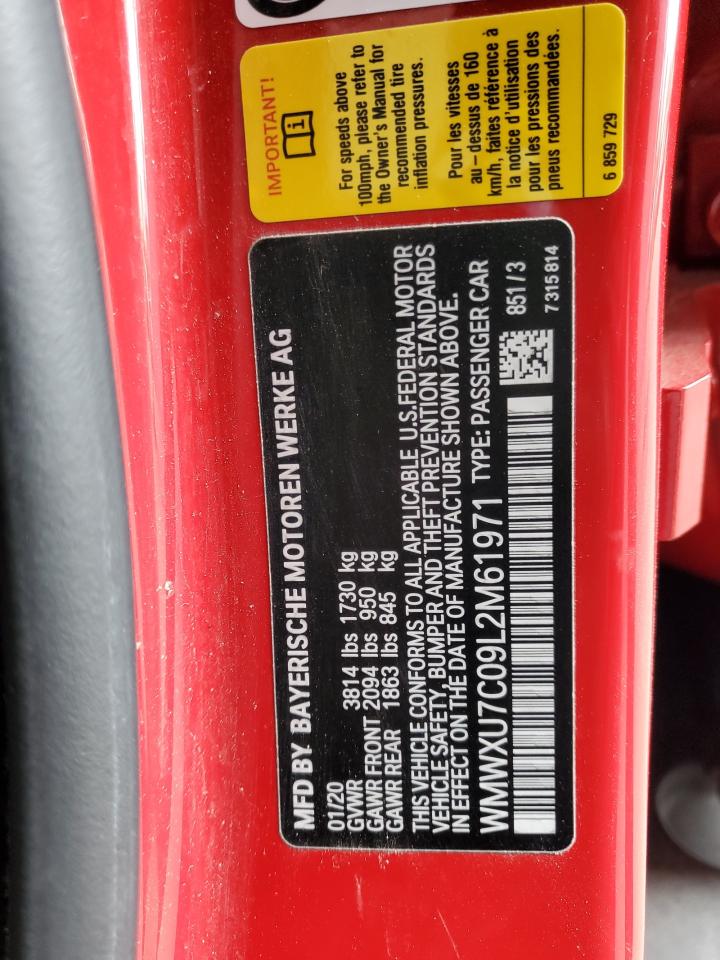 MFD BY BAYERISCHE MOTOREN WERKE AG
01/20
GVWR 3814 lbs 1730 kg
GAWR FRONT 2094 lbs 950 kg
GAWR REAR 1863 lbs 845 kg
THIS VEHICLE CONFORMS TO ALL APPLICABLE U.S. FEDERAL MOTOR
VEHICLE SAFETY, BUMPER AND THEFT PREVENTION STANDARDS
IN EFFECT ON THE DATE OF MANUFACTURE SHOWN ABOVE.
WMWXU7C09L2M61971 TYPE: PASSENGER CAR
851 / 3
7 315 814
IMPORTANT!
For speeds above
100mph, please refer to
the Owner's Manual for
recommended tire
inflation pressures.
Pour les vitesses
au-dessus de 160
km/h, faites référence à
la notice d'utilisation
pour les pressions des
pneus recommandées.
6 859 729